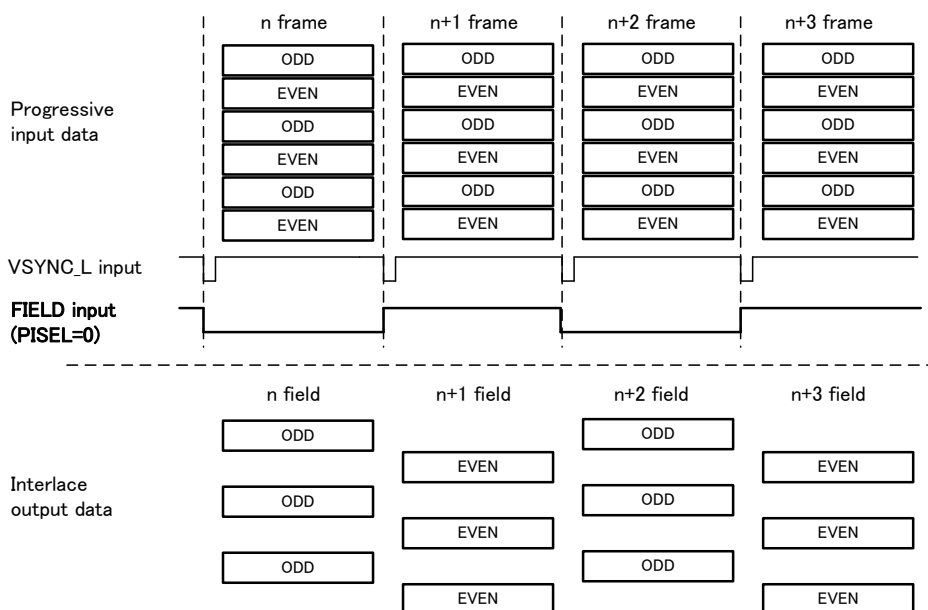 n frame n+1 frame n+2 frame n+3 frame
ODD ODD ODD ODD
EVEN EVEN EVEN EVEN
Progressive
input data
ODD ODD ODD ODD
EVEN EVEN EVEN EVEN
ODD ODD ODD ODD
EVEN EVEN EVEN EVEN
VSYNC_L input
FIELD input
(PISEL=0)
n field n+1 field n+2 field n+3 field
ODD ODD
EVEN EVEN
Interlace
output data
ODD ODD
EVEN EVEN
ODD ODD
EVEN EVEN